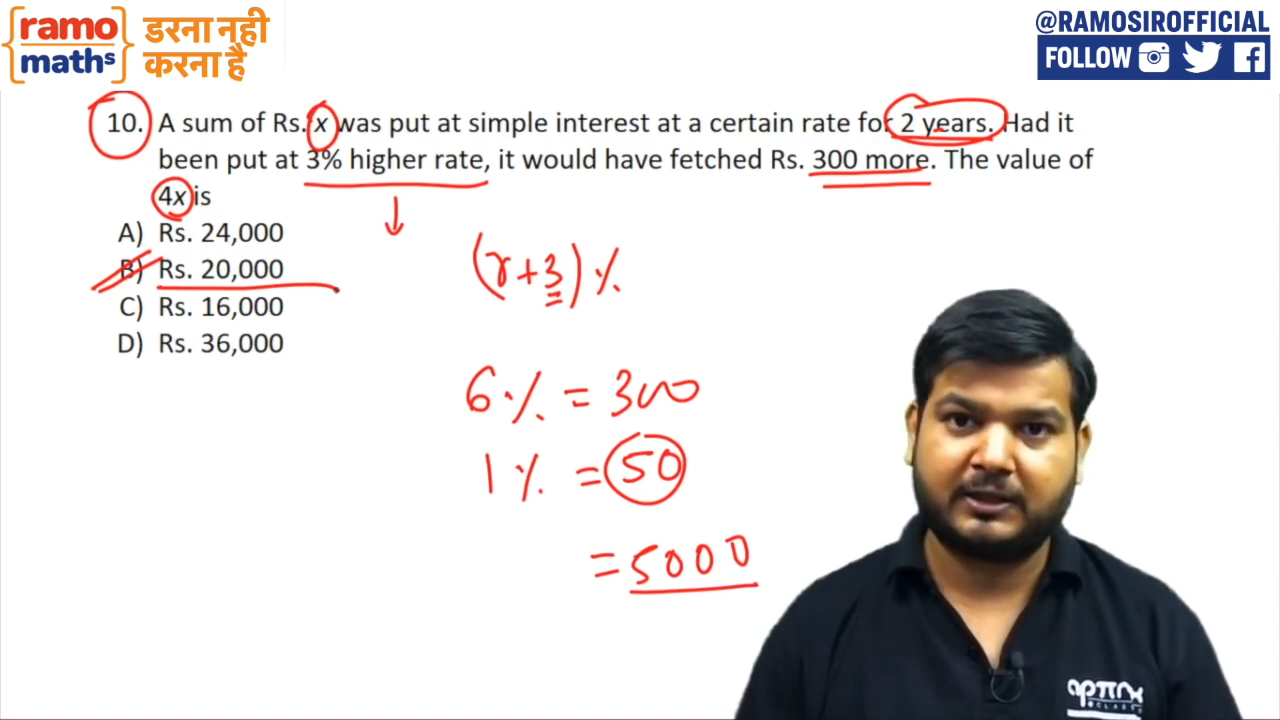 ramo
maths
डरना नही
करना है
@RAMOSIROFFICIAL
FOLLOW
10. A sum of Rs. x was put at simple interest at a certain rate for 2 years. Had it
been put at 3% higher rate, it would have fetched Rs. 300 more. The value of
4x is
A) Rs. 24,000
B) Rs. 20,000
C) Rs. 16,000
D) Rs. 36,000
(r+3)%
6% = 300
1% = 50
= 5000
CLASSES